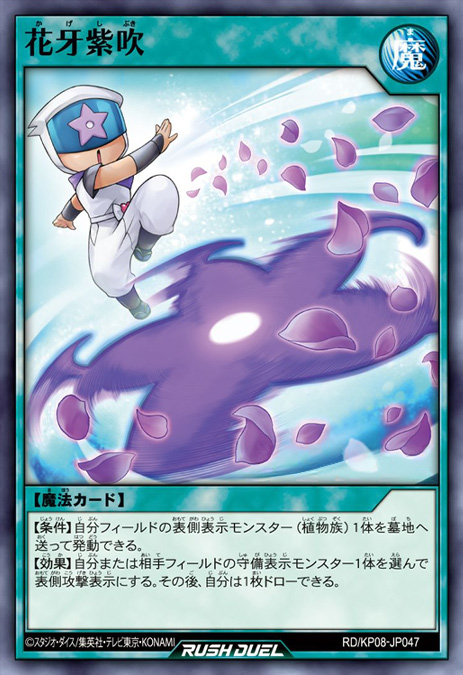 花牙紫吹
かげしぶき
魔
ま
【魔法カード】
【条件】自分フィールドの表側表示モンスター（植物族）1体を墓地へ
送って発動できる。
【効果】自分または相手フィールドの守備表示モンスター1体を選んで
表側攻撃表示にする。その後、自分は1枚ドローできる。
©スタジオ・ダイス/集英社・テレビ東京・KONAMI
RUSH DUEL
RD/KP08-JP047